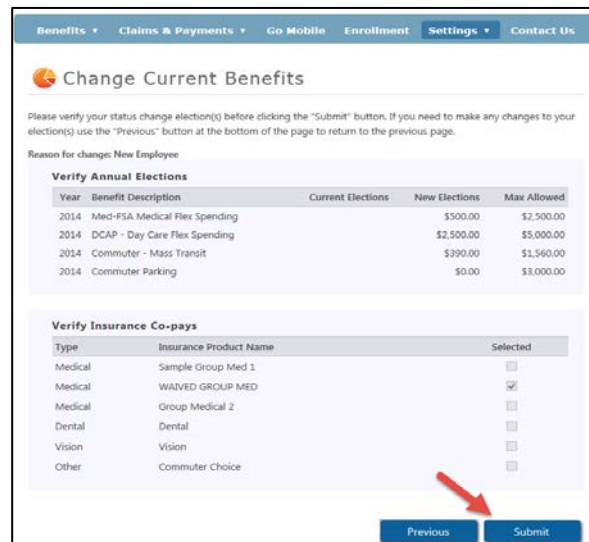 Benefits ▾ Claims & Payments ▾ Go Mobile Enrollment Settings ▾ Contact Us
Change Current Benefits
Please verify your status change election(s) before clicking the "Submit" button. If you need to make any changes to your
election(s) use the "Previous" button at the bottom of the page to return to the previous page.
Reason for change: New Employee
Verify Annual Elections
Year Benefit Description Current Elections New Elections Max Allowed
2014 Med-FSA Medical Flex Spending $500.00 $2,500.00
2014 DCAP - Day Care Flex Spending $2,500.00 $5,000.00
2014 Commuter - Mass Transit $390.00 $1,560.00
2014 Commuter Parking $0.00 $3,000.00
Verify Insurance Co-pays
Type Insurance Product Name Selected
Medical Sample Group Med 1
Medical WAIVED GROUP MED
Medical Group Medical 2
Dental Dental
Vision Vision
Other Commuter Choice
Previous Submit